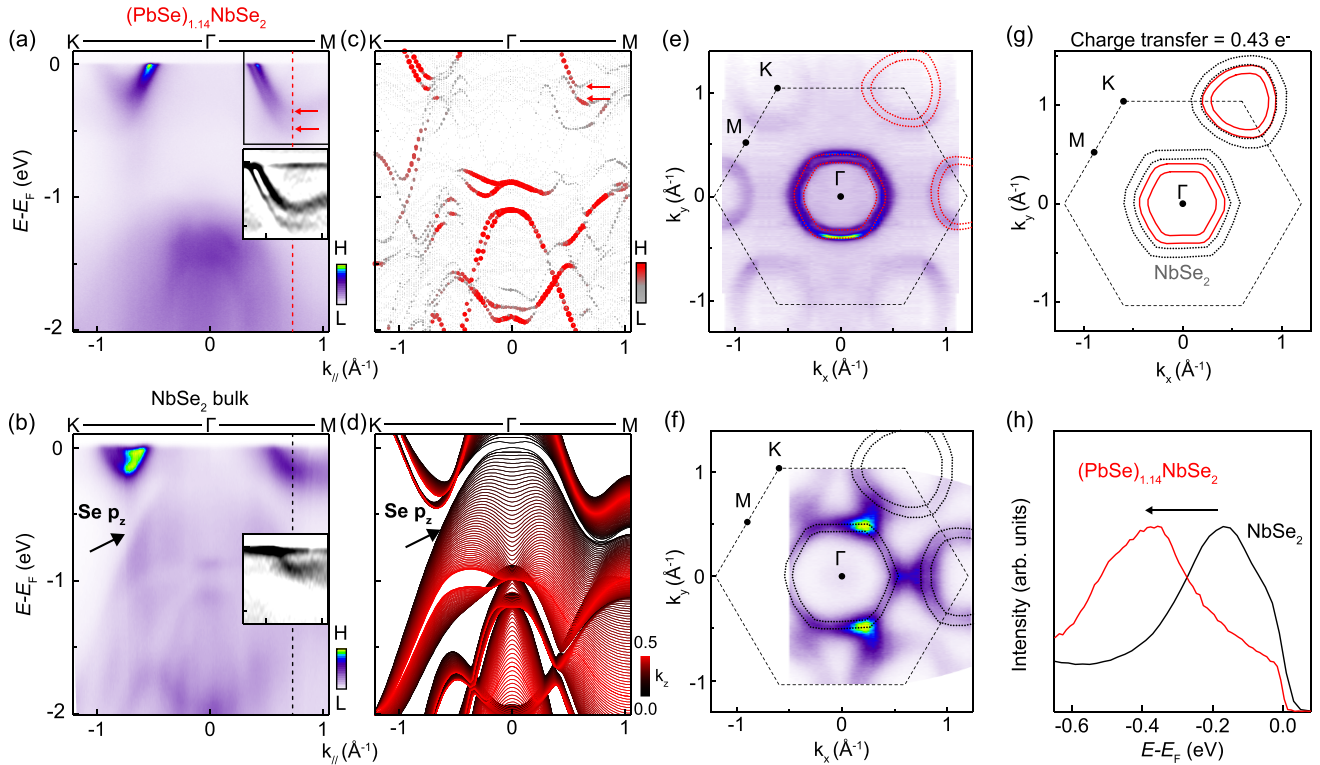 (PbSe)1.14NbSe2
(a)
K Γ M
E-EF (eV)
0
-1
-2
H
L
-1 0 1
k// (Å-1)
(c)
K Γ M
H
L
-1 0 1
k// (Å-1)
(e)
ky (Å-1)
1
0
-1
K
M
Γ
-1 0 1
kx (Å-1)
(g)
Charge transfer = 0.43 e-
ky (Å-1)
1
0
-1
K
M
Γ
NbSe2
-1 0 1
kx (Å-1)
NbSe2 bulk
(b)
K Γ M
E-EF (eV)
0
-1
-2
Se pz
H
L
-1 0 1
k// (Å-1)
(d)
K Γ M
Se pz
0.5
kz
0.0
-1 0 1
k// (Å-1)
(f)
ky (Å-1)
1
0
-1
K
M
Γ
-1 0 1
kx (Å-1)
(h)
Intensity (arb. units)
(PbSe)1.14NbSe2
NbSe2
-0.6 -0.4 -0.2 0.0
E-EF (eV)